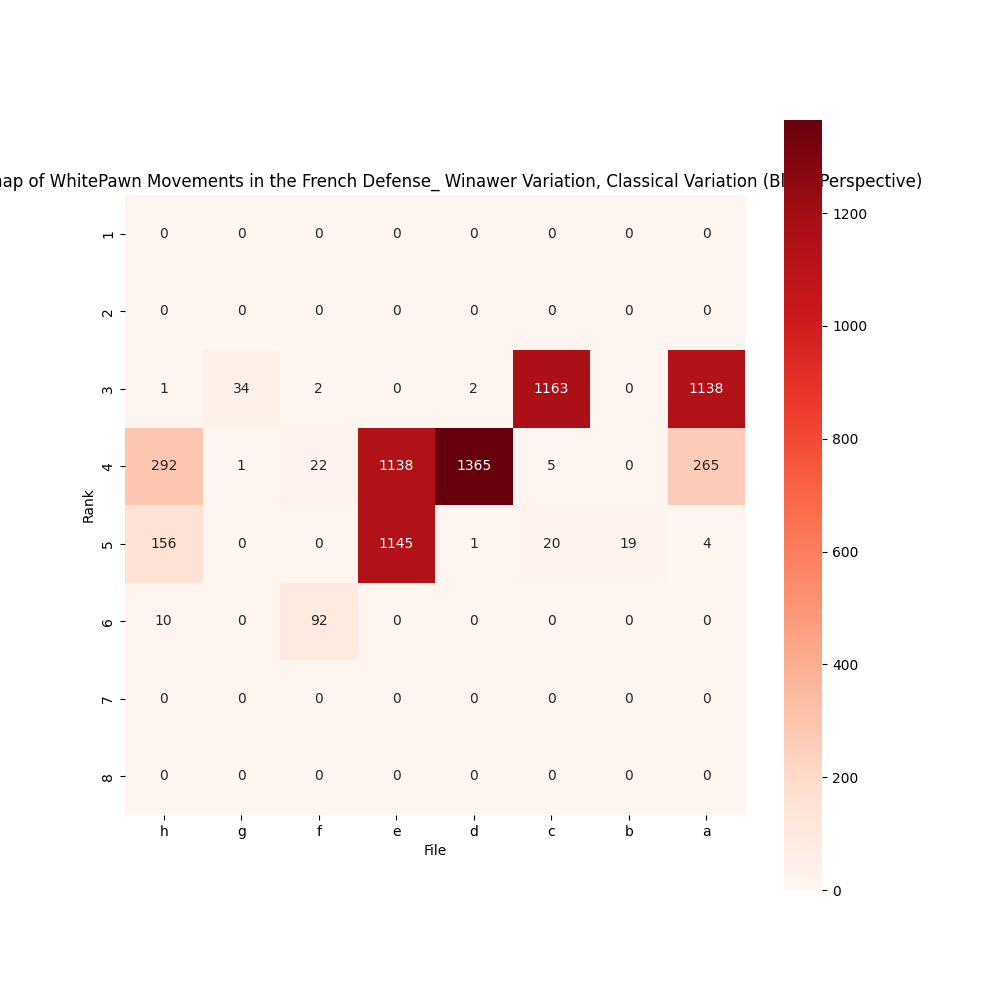 ap of WhitePawn Movements in the French Defense_ Winawer Variation, Classical Variation (Bl Perspective)
1 0 0 0 0 0 0 0 0
2 0 0 0 0 0 0 0 0
3 1 34 2 0 2 1163 0 1138
4 292 1 22 1138 1365 5 0 265
5 156 0 0 1145 1 20 19 4
6 10 0 92 0 0 0 0 0
7 0 0 0 0 0 0 0 0
8 0 0 0 0 0 0 0 0
Rank
h g f e d c b a
File
1200
1000
800
600
400
200
0